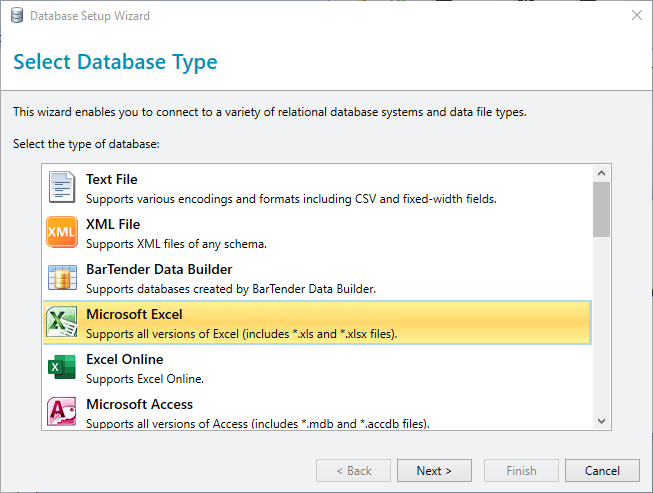 Database Setup Wizard
Select Database Type
This wizard enables you to connect to a variety of relational database systems and data file types.
Select the type of database:
Text File
Supports various encodings and formats including CSV and fixed-width fields.
XML
XML File
Supports XML files of any schema.
BarTender Data Builder
Supports databases created by BarTender Data Builder.
Microsoft Excel
Supports all versions of Excel (includes *.xls and *.xlsx files).
Excel Online
Supports Excel Online.
Microsoft Access
Supports all versions of Access (includes *.mdb and *.accdb files).
< Back
Next >
Finish
Cancel